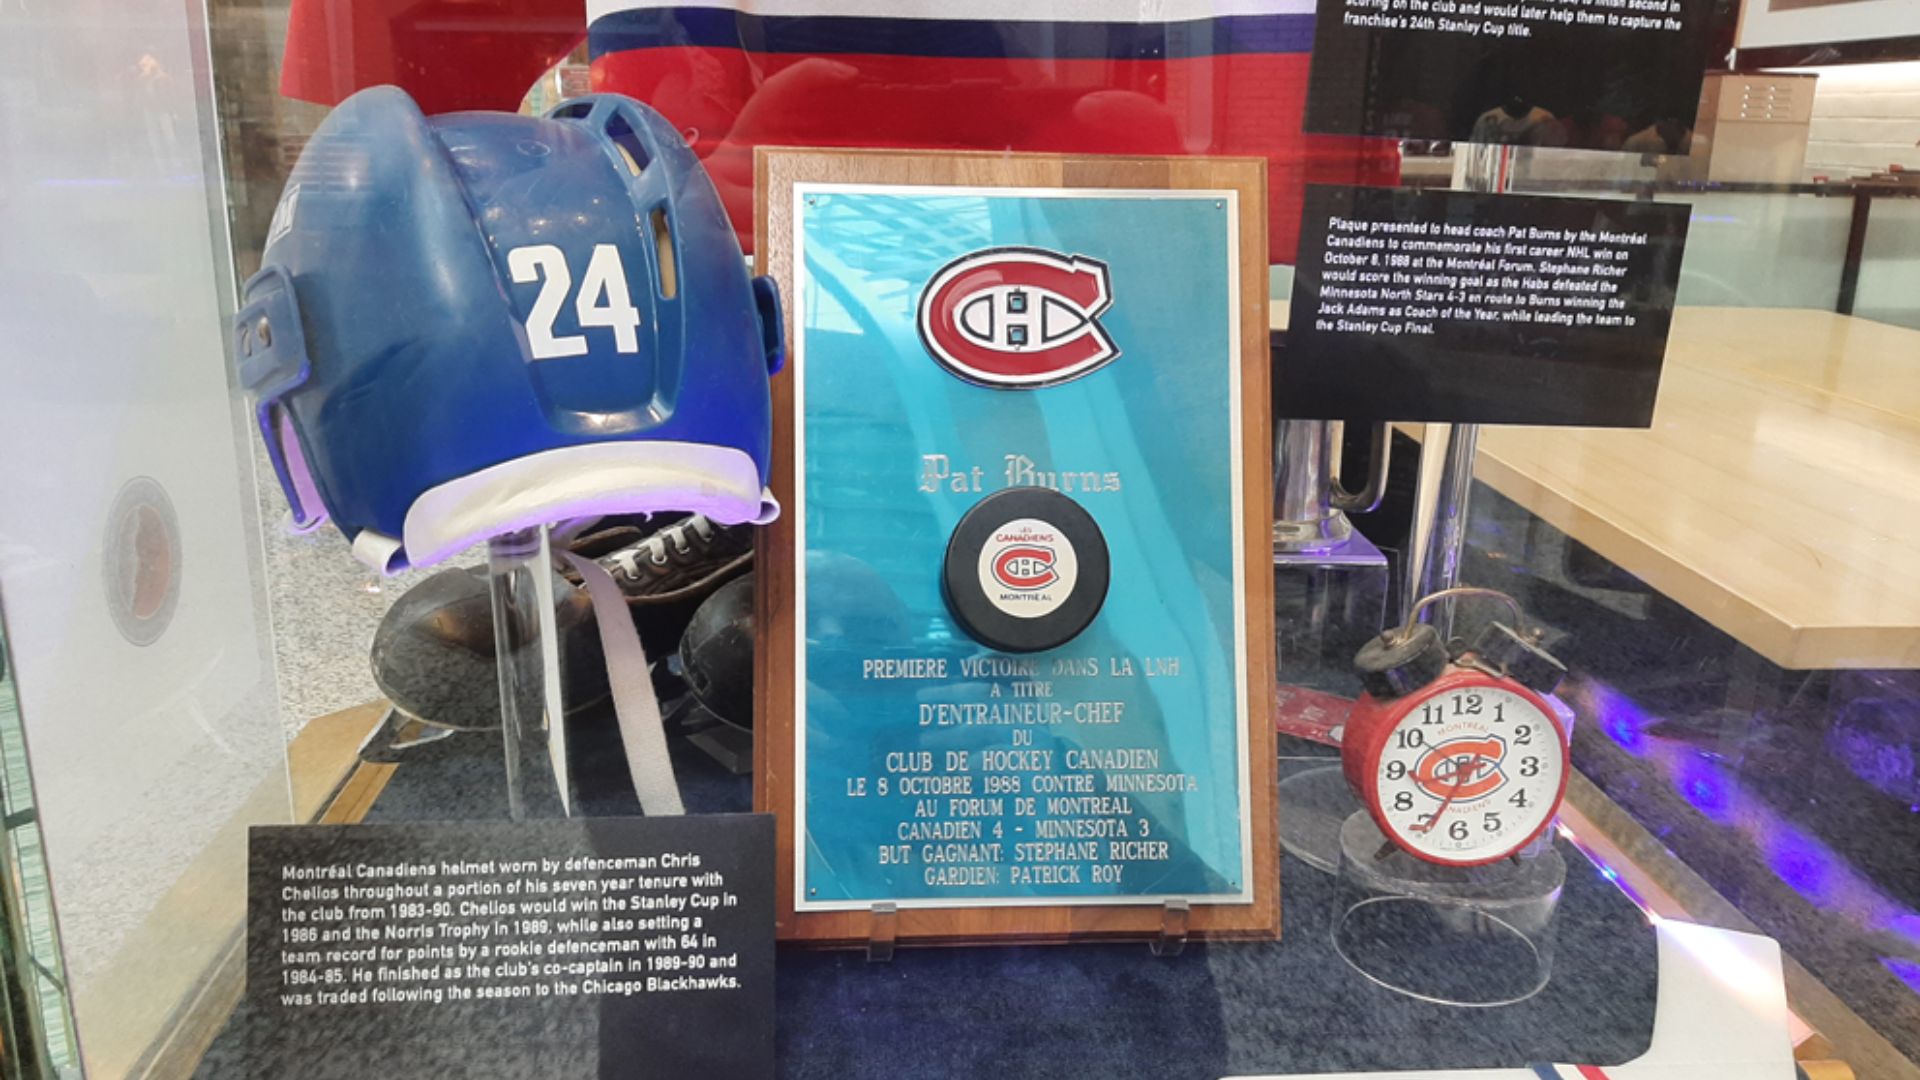 to finish second in
scoring on the club and would later help them to capture the
franchise's 24th Stanley Cup title.
24
Pat Burns
LES
CANADIENS
MONTRÉAL
PREMIERE VICTOIRE DANS LA LNH
A TITRE
D'ENTRAINEUR-CHEF
DU
CLUB DE HOCKEY CANADIEN
LE 8 OCTOBRE 1988 CONTRE MINNESOTA
AU FORUM DE MONTREAL
CANADIEN 4 - MINNESOTA 3
BUT GAGNANT: STEPHANE RICHER
GARDIEN: PATRICK ROY
Plaque presented to head coach Pat Burns by the Montréal
Canadiens to commemorate his first career NHL win on
October 8, 1988 at the Montréal Forum. Stephane Richer
would score the winning goal as the Habs defeated the
Minnesota North Stars 4-3 en route to Burns winning the
Jack Adams as Coach of the Year, while leading the team to
the Stanley Cup Final.
12
11 1
10 2
9 3
8 4
7 6 5
MONTREAL
CANADIENS
Montréal Canadiens helmet worn by defenceman Chris
Chelios throughout a portion of his seven year tenure with
the club from 1983-90. Chelios would win the Stanley Cup in
1986 and the Norris Trophy in 1989, while also setting a
team record for points by a rookie defenceman with 64 in
1984-85. He finished as the club's co-captain in 1989-90 and
was traded following the season to the Chicago Blackhawks.